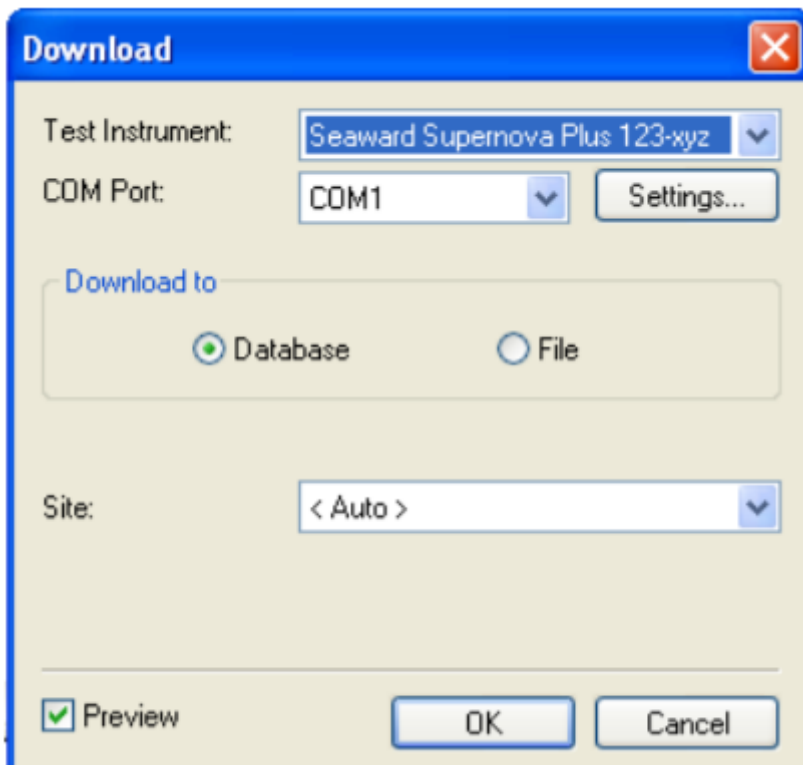 Download
Test Instrument: Seaward Supernova Plus 123-xyz
COM Port: COM1 Settings...
Download to
Database File
Site: < Auto >
Preview OK Cancel